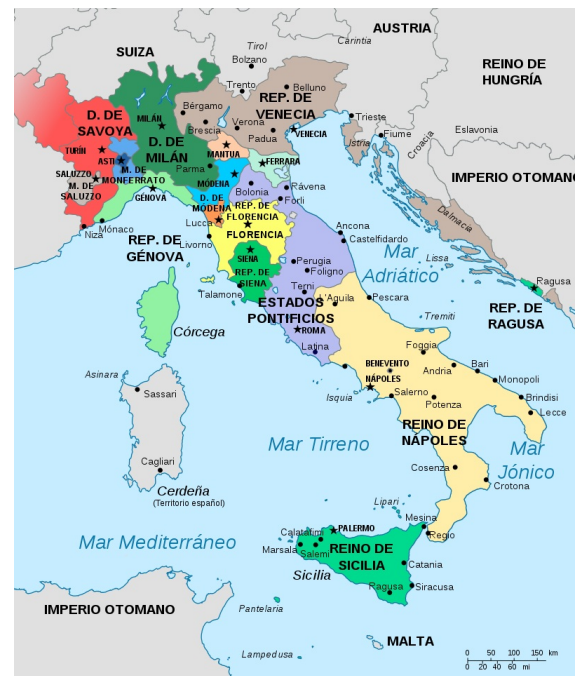 AUSTRIA
SUIZA
Tirol
Carintia
Bolzano
REINO DE
HUNGRÍA
Trento
Belluno
REP. DE
VENECIA
Bérgamo
D. DE
SAVOYA
MILÁN
Brescia
Verona
Padua
VENECIA
Trieste
Fiume
Istria
Croacia
Eslavonia
TURÍN
D. DE
MILÁN
ASTI
MANTUA
FERRARA
SALUZZO
M. DE
MONFERRATO
Parma
MÓDENA
IMPERIO OTOMANO
M. DE
SALUZZO
GÉNOVA
Bolonia
Rávena
D. DE
MÓDENA
Forli
REP. DE
FLORENCIA
Dalmacia
Niza
Mónaco
Lucca
FLORENCIA
Ancona
REP. DE
GÉNOVA
Livorno
Castelfidardo
Mar
Adriático
SIENA
REP. DE
SIENA
Perugia
Foligno
Lissa
Talamone
Terni
Ragusa
ESTADOS
PONTIFICIOS
L'Aquila
Pescara
REP. DE
RAGUSA
Córcega
ROMA
Tremiti
Latina
Foggia
Asinara
BENEVENTO
Andria
Bari
NÁPOLES
Monopoli
Sassari
Isquia
Salerno
Potenza
Brindisi
Lecce
REINO DE
NÁPOLES
Mar Tirreno
Mar
Jónico
Cagliari
Cosenza
Crotona
Cerdeña
(Territorio español)
Lipari
Mesina
Regio
Calatafimi
PALERMO
Mar Mediterráneo
Marsala
Salemi
REINO DE
SICILIA
Catania
Sicilia
Ragusa
Siracusa
IMPERIO OTOMANO
Pantelaria
MALTA
Lampedusa
0 50 100 150 km
0 20 40 60 mi